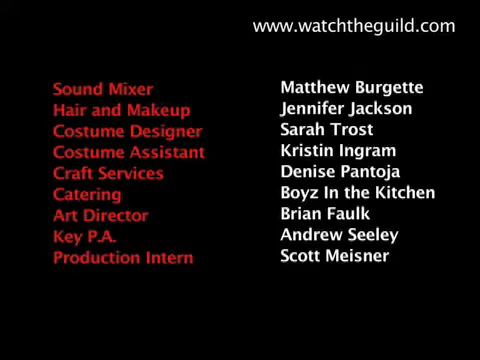 www.watchtheguild.com
Sound Mixer Matthew Burgette
Hair and Makeup Jennifer Jackson
Costume Designer Sarah Trost
Costume Assistant Kristin Ingram
Craft Services Denise Pantoja
Catering Boyz In the Kitchen
Art Director Brian Faulk
Key P.A. Andrew Seeley
Production Intern Scott Meisner